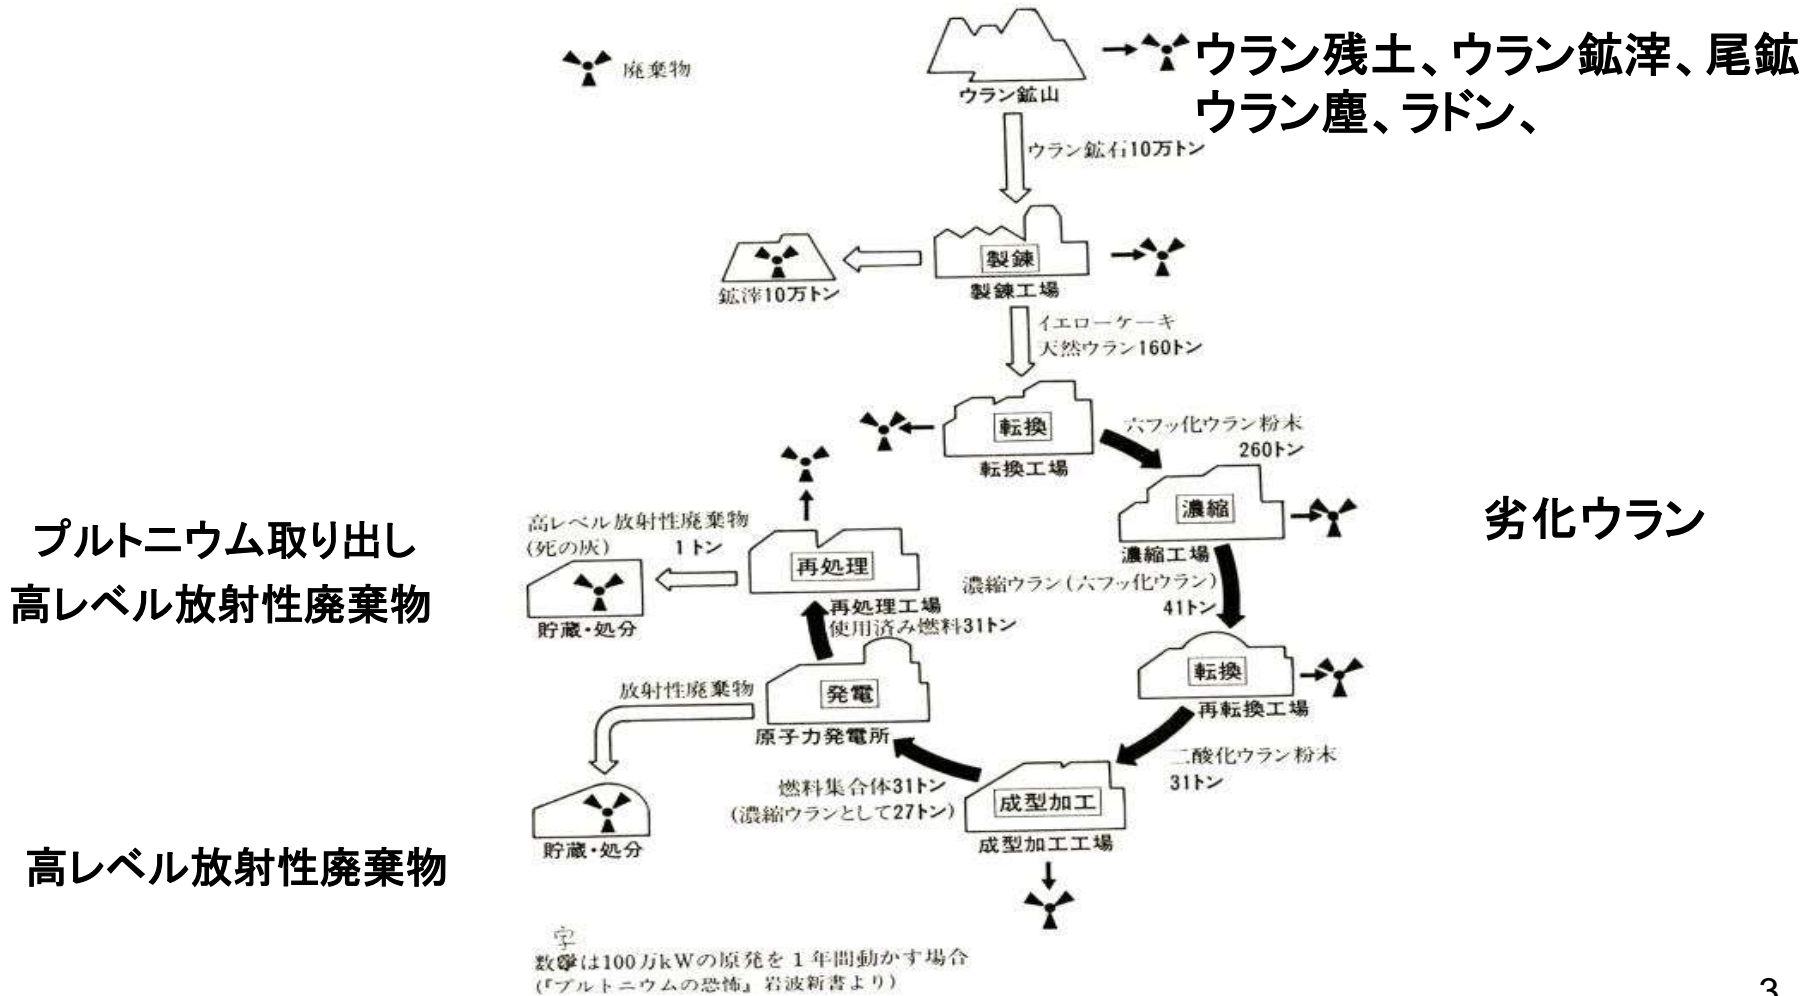 廃棄物
ウラン残土、ウラン鉱滓、尾鉱
ウラン塵、ラドン、
ウラン鉱山
ウラン鉱石10万トン
製錬
製錬工場
鉱滓10万トン
イエローケーキ
天然ウラン160トン
転換
転換工場
六フッ化ウラン粉末
260トン
濃縮
濃縮工場
劣化ウラン
濃縮ウラン(六フッ化ウラン)
41トン
転換
再転換工場
二酸化ウラン粉末
31トン
成型加工
成型加工工場
燃料集合体31トン
(濃縮ウランとして27トン)
発電
原子力発電所
使用済み燃料31トン
再処理
再処理工場
高レベル放射性廃棄物
(死の灰) 1トン
貯蔵・処分
プルトニウム取り出し
高レベル放射性廃棄物
放射性廃棄物
貯蔵・処分
高レベル放射性廃棄物
字
数は100万kWの原発を1年間動かす場合
(『プルトニウムの恐怖』岩波新書より)
3